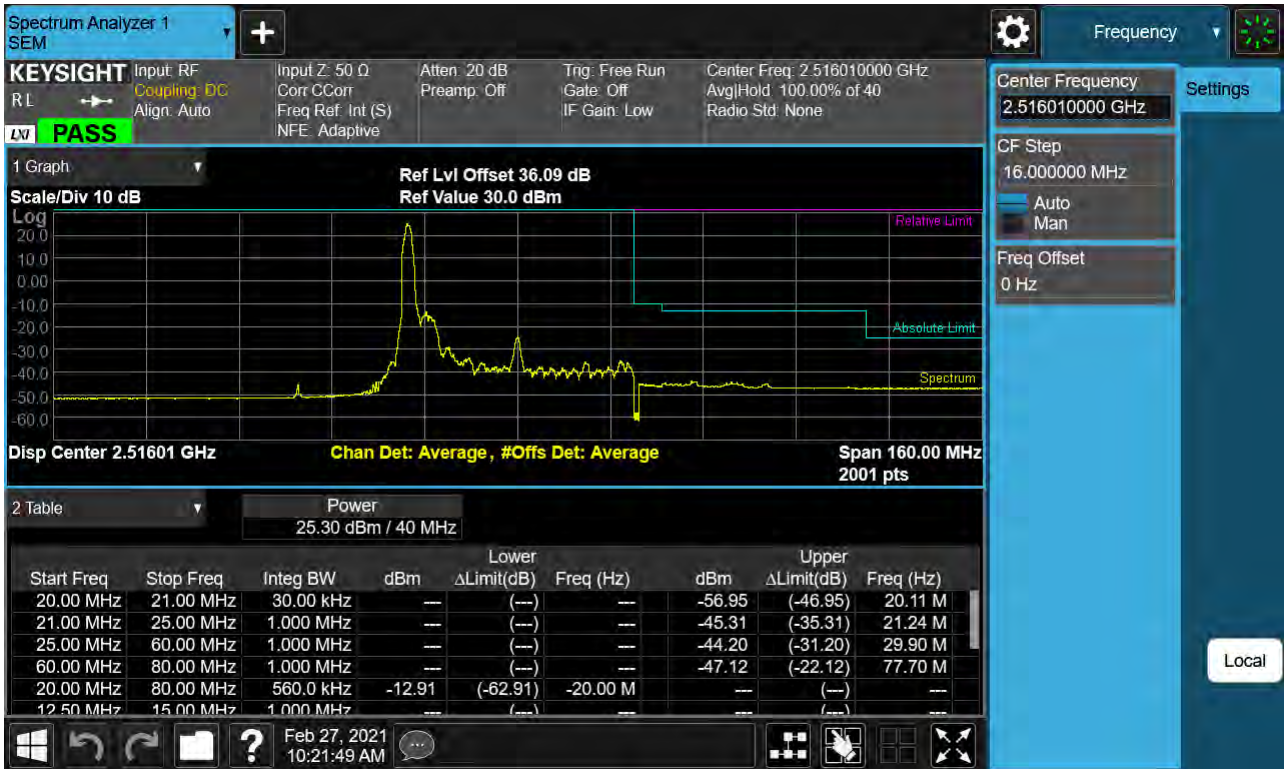 Spectrum Analyzer 1
SEM
Frequency
KEYSIGHT
RL
LXI PASS
Input: RF
Coupling: DC
Align: Auto
Input Z: 50 Ω
Corr CCorr
Freq Ref: Int (S)
NFE: Adaptive
Atten: 20 dB
Preamp: Off
Trig: Free Run
Gate: Off
IF Gain: Low
Center Freq: 2.516010000 GHz
Avg|Hold: 100.00% of 40
Radio Std: None
Center Frequency
2.516010000 GHz
Settings
CF Step
16.000000 MHz
Auto
Man
Freq Offset
0 Hz
Local
1 Graph
Scale/Div 10 dB
Ref Lvl Offset 36.09 dB
Ref Value 30.0 dBm
Log
20.0
10.0
0.00
-10.0
-20.0
-30.0
-40.0
-50.0
-60.0
Relative Limit
Absolute Limit
Spectrum
Disp Center 2.51601 GHz
Chan Det: Average, #Offs Det: Average
Span 160.00 MHz
2001 pts
2 Table
Power
25.30 dBm / 40 MHz
Lower Upper
Start Freq Stop Freq Integ BW dBm ΔLimit(dB) Freq (Hz) dBm ΔLimit(dB) Freq (Hz)
20.00 MHz 21.00 MHz 30.00 kHz --- (---) --- -56.95 (-46.95) 20.11 M
21.00 MHz 25.00 MHz 1.000 MHz --- (---) --- -45.31 (-35.31) 21.24 M
25.00 MHz 60.00 MHz 1.000 MHz --- (---) --- -44.20 (-31.20) 29.90 M
60.00 MHz 80.00 MHz 1.000 MHz --- (---) --- -47.12 (-22.12) 77.70 M
20.00 MHz 80.00 MHz 560.0 kHz -12.91 (-62.91) -20.00 M --- (---) ---
12.50 MHz 15.00 MHz 1.000 MHz --- (---) --- --- (---) ---
?
Feb 27, 2021
10:21:49 AM